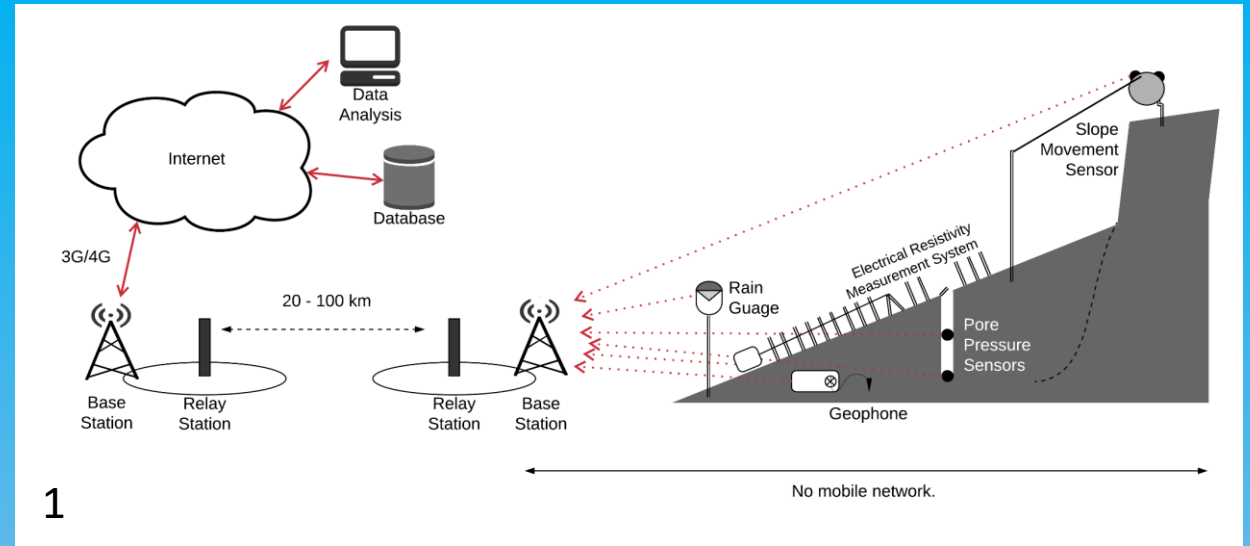 Data
Analysis
Internet
Database
3G/4G
20 - 100 km
Base
Station
Relay
Station
Relay
Station
Base
Station
Slope
Movement
Sensor
Electrical Resistivity
Measurement System
Rain
Guage
Pore
Pressure
Sensors
Geophone
No mobile network.
1